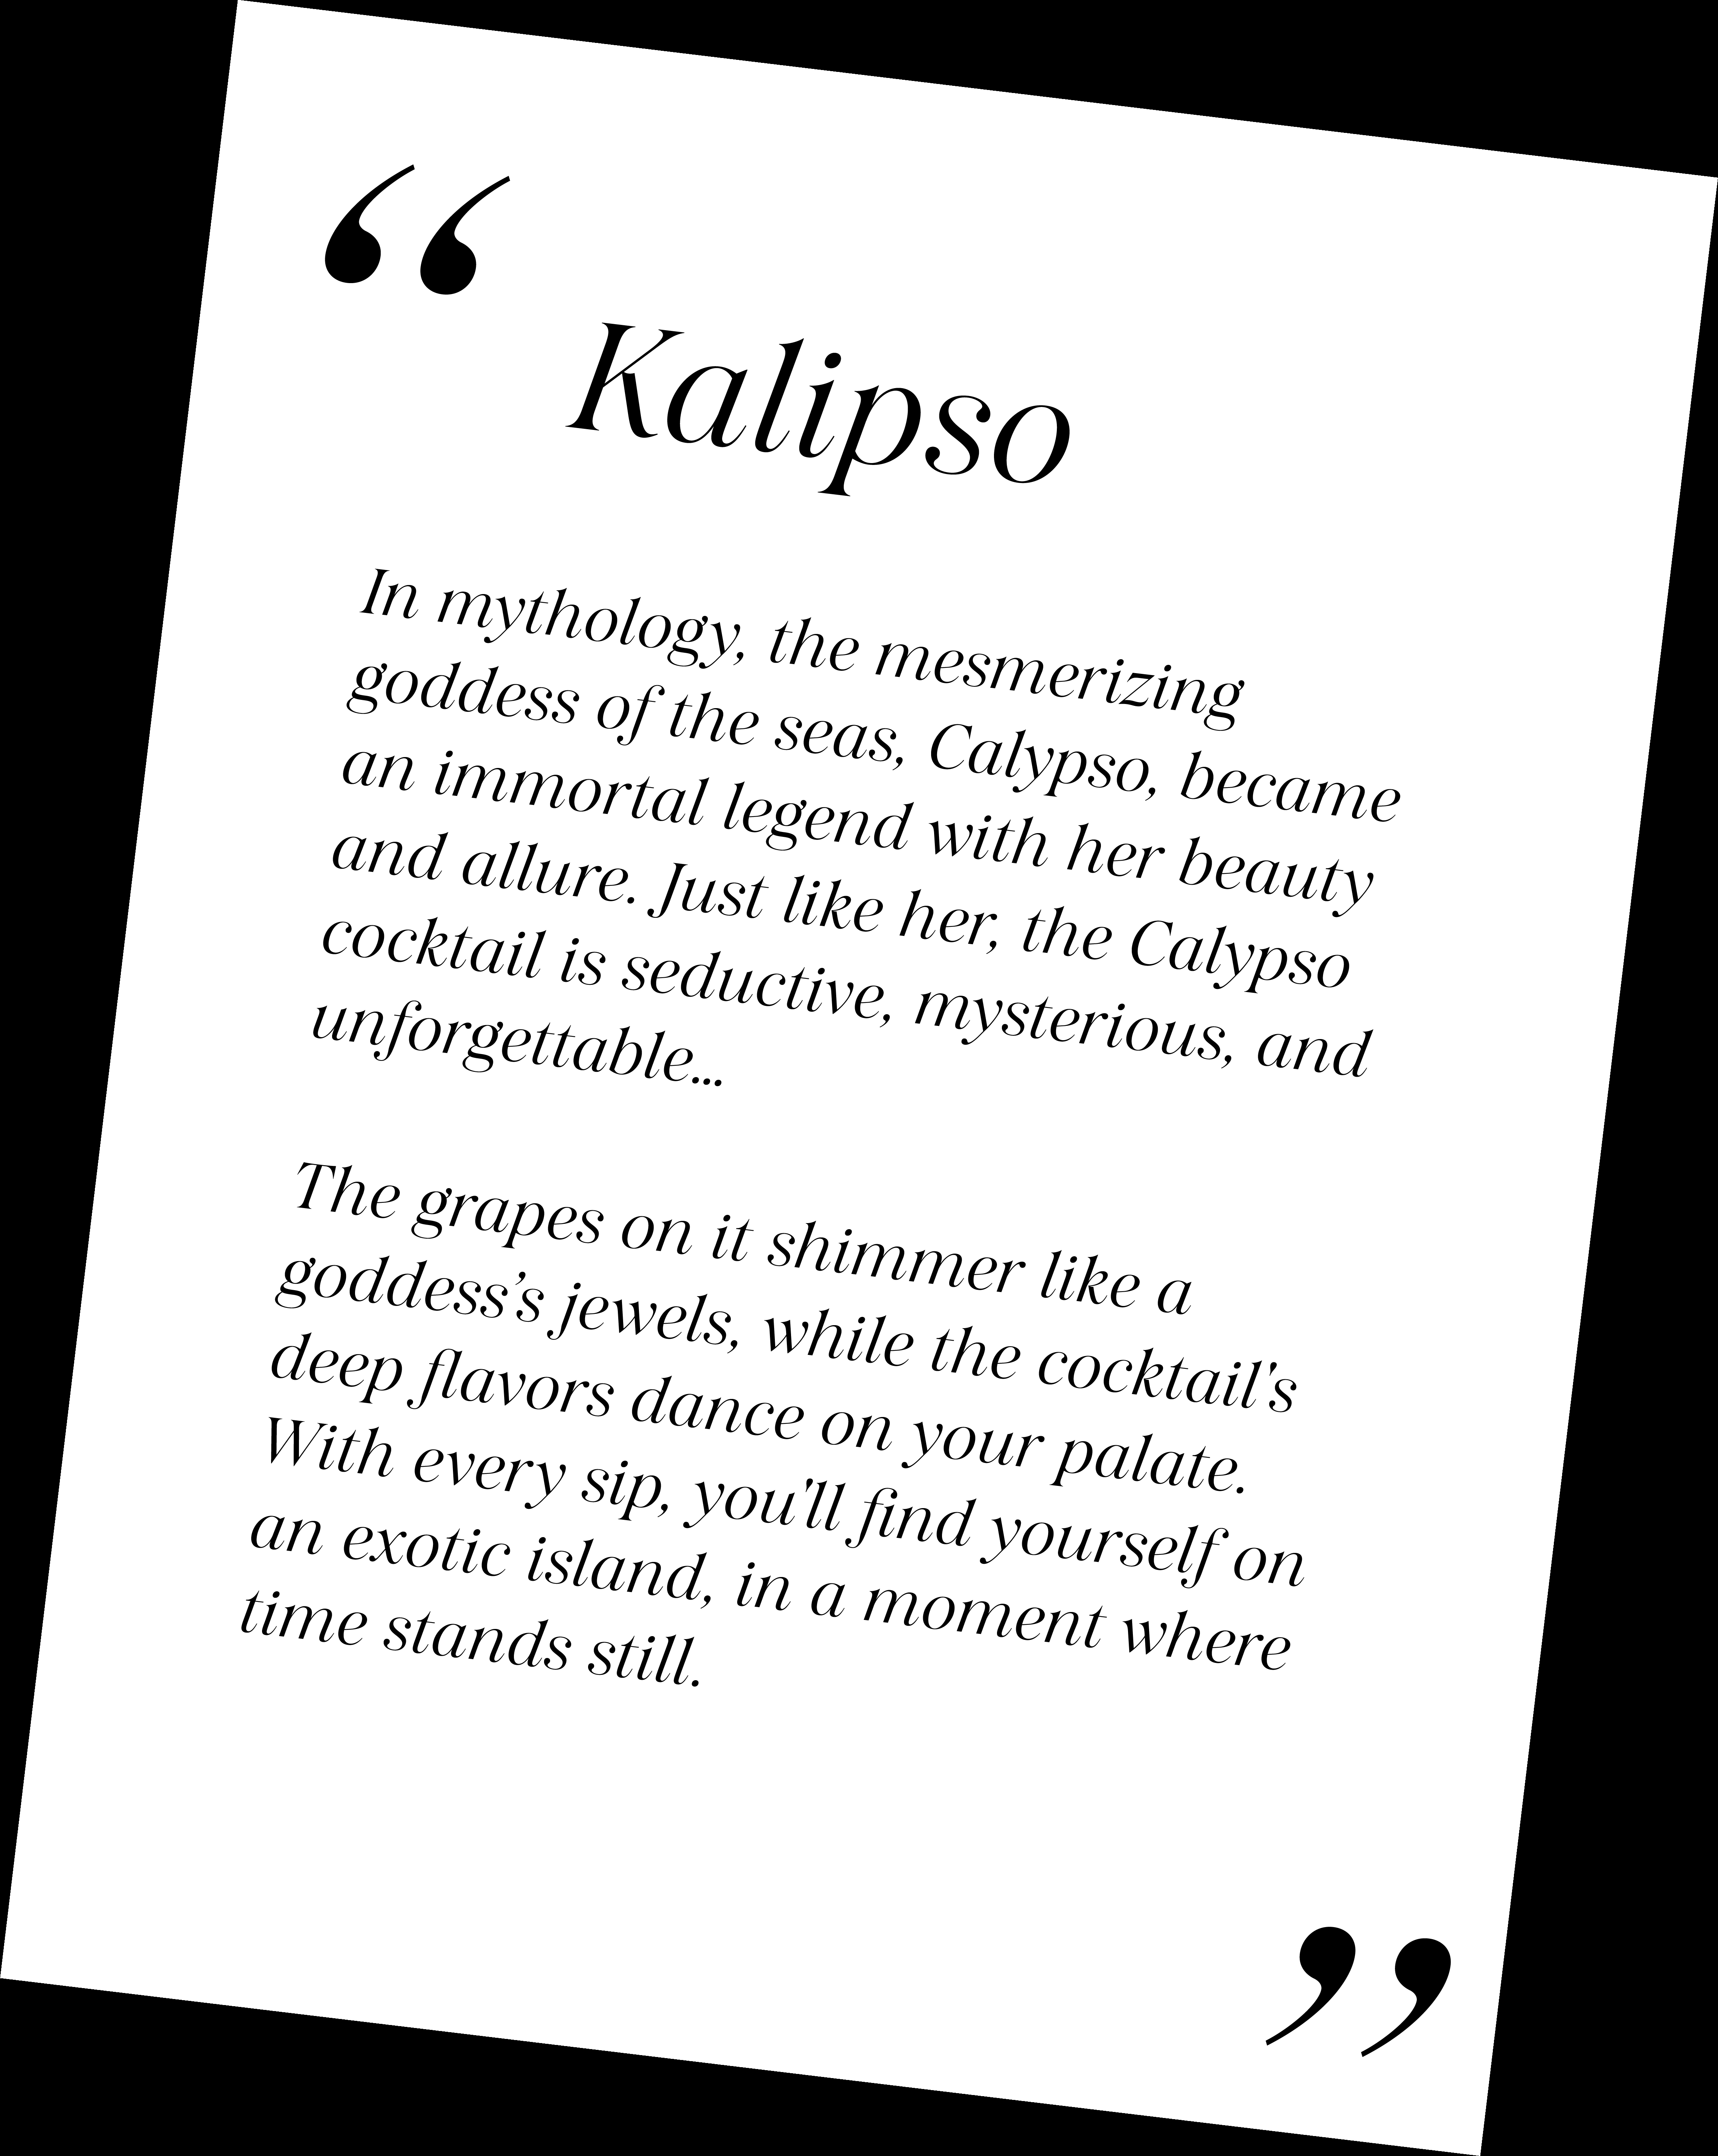 “
Kalipso
In mythology, the mesmerizing
goddess of the seas, Calypso, became
an immortal legend with her beauty
and allure. Just like her, the Calypso
cocktail is seductive, mysterious, and
unforgettable...
The grapes on it shimmer like a
goddess’s jewels, while the cocktail's
deep flavors dance on your palate.
With every sip, you'll find yourself on
an exotic island, in a moment where
time stands still.
”